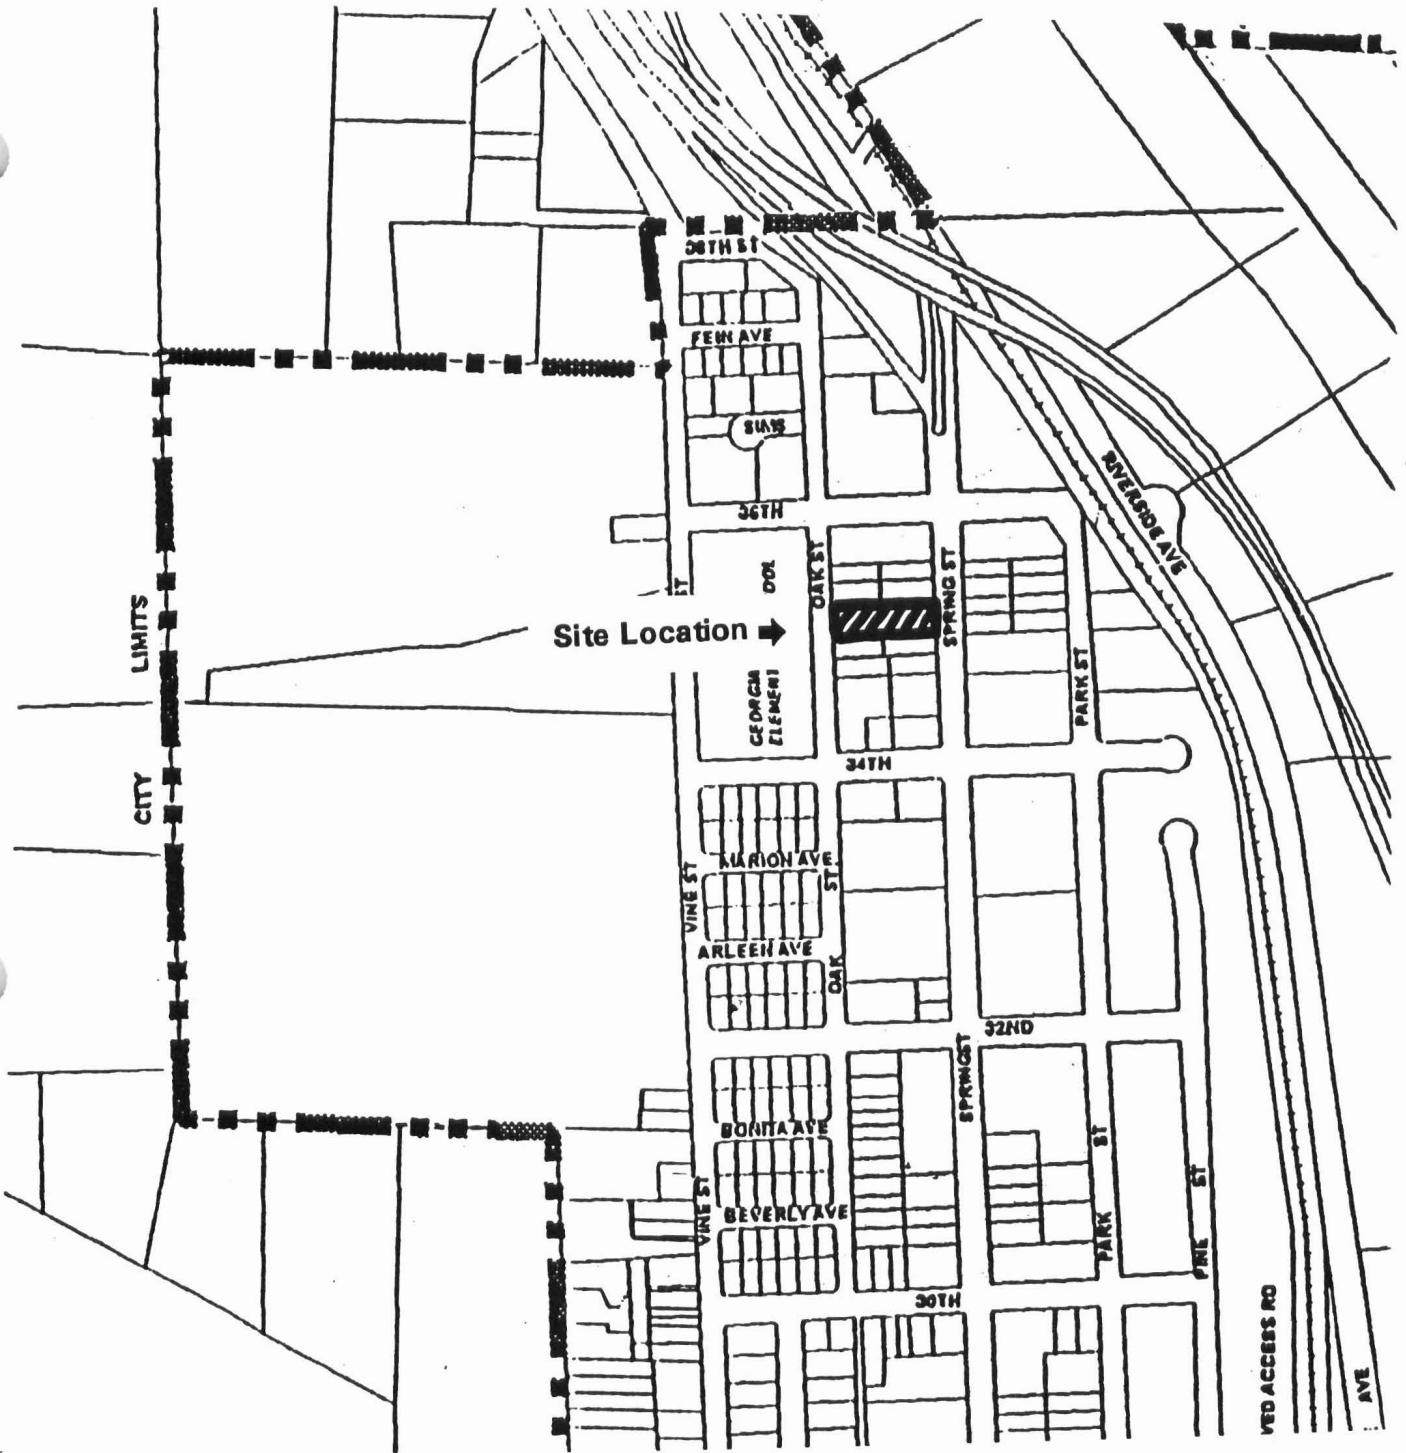 38TH ST
FEIN AVE
36TH
OAK ST
SPRING ST
RIVERSIDE AVE
ST
LIMITS
Site Location
GEORGIA
PARK ST
34TH
CITY
MARION AVE
VINE ST
ST
ARLEEN AVE
OAK
32ND
SPRING ST
BONITA AVE
PARK ST
PINE ST
VINE ST
BEVERLY AVE
30TH
VED ACCESS RD
AVE